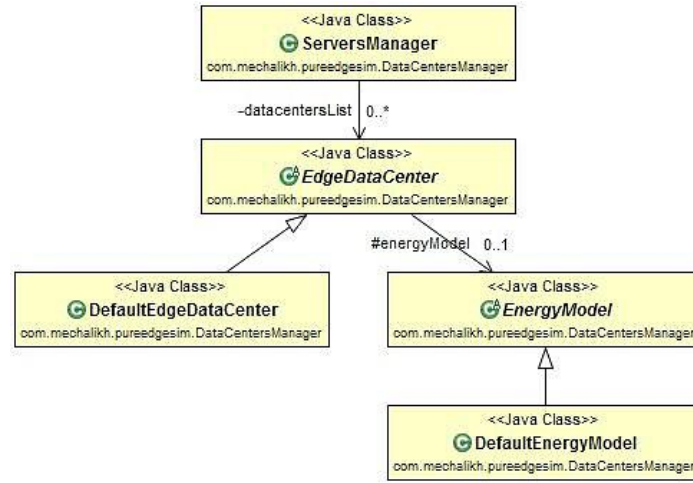 <<Java Class>>
ServersManager
com.mechalikh.pureedgesim.DataCentersManager
-datacentersList 0..*
<<Java Class>>
EdgeDataCenter
com.mechalikh.pureedgesim.DataCentersManager
#energyModel 0..1
<<Java Class>>
DefaultEdgeDataCenter
com.mechalikh.pureedgesim.DataCentersManager
<<Java Class>>
EnergyModel
com.mechalikh.pureedgesim.DataCentersManager
<<Java Class>>
DefaultEnergyModel
com.mechalikh.pureedgesim.DataCentersManager